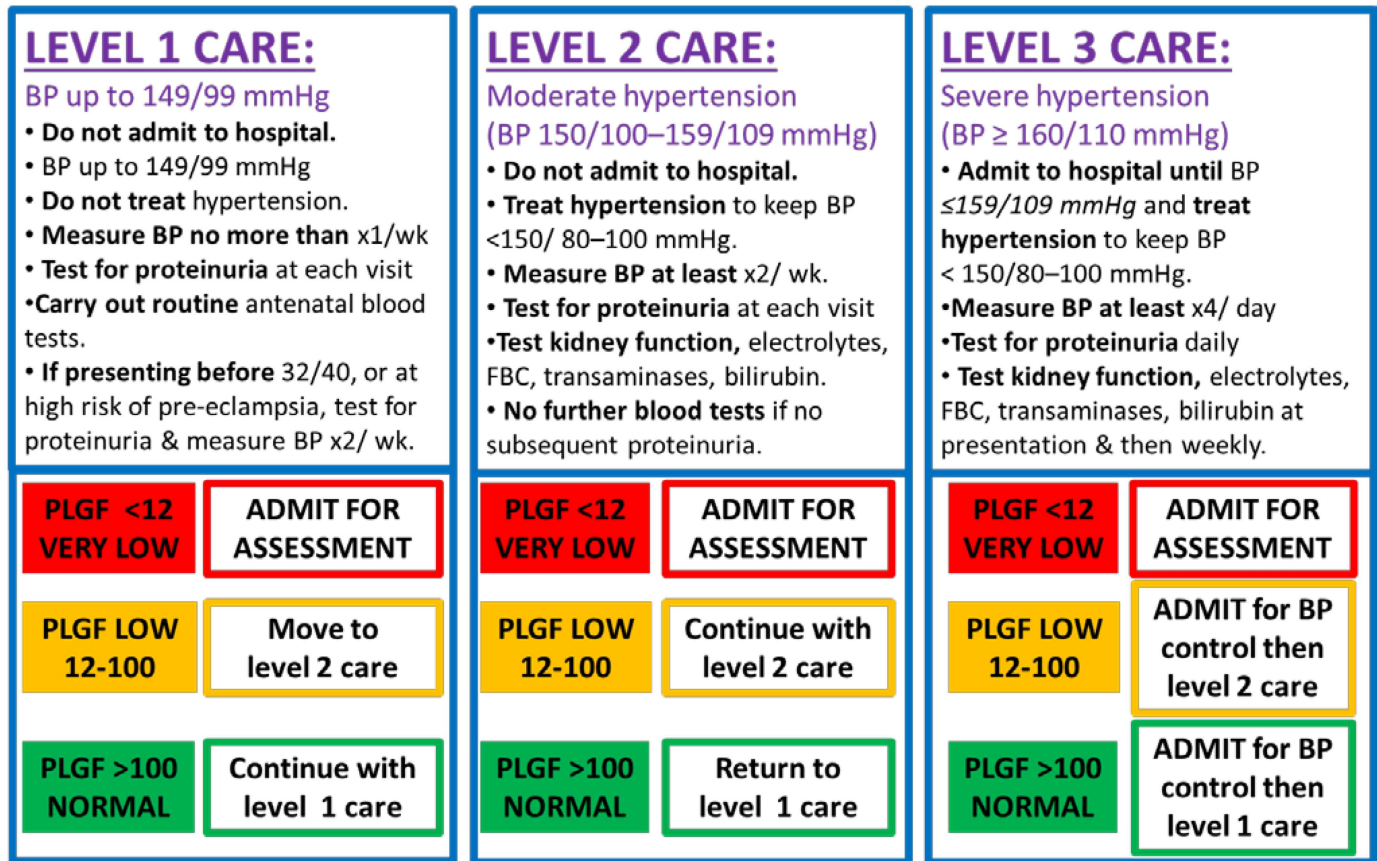 LEVEL 1 CARE:
BP up to 149/99 mmHg
• Do not admit to hospital.
• BP up to 149/99 mmHg
• Do not treat hypertension.
• Measure BP no more than x1/wk
• Test for proteinuria at each visit
•Carry out routine antenatal blood
tests.
• If presenting before 32/40, or at
high risk of pre-eclampsia, test for
proteinuria & measure BP x2/ wk.
PLGF <12
VERY LOW
ADMIT FOR
ASSESSMENT
PLGF LOW
12-100
Move to
level 2 care
PLGF >100
NORMAL
Continue with
level 1 care
LEVEL 2 CARE:
Moderate hypertension
(BP 150/100–159/109 mmHg)
• Do not admit to hospital.
• Treat hypertension to keep BP
<150/ 80–100 mmHg.
• Measure BP at least x2/ wk.
• Test for proteinuria at each visit
•Test kidney function, electrolytes,
FBC, transaminases, bilirubin.
• No further blood tests if no
subsequent proteinuria.
PLGF <12
VERY LOW
ADMIT FOR
ASSESSMENT
PLGF LOW
12-100
Continue with
level 2 care
PLGF >100
NORMAL
Return to
level 1 care
LEVEL 3 CARE:
Severe hypertension
(BP ≥ 160/110 mmHg)
• Admit to hospital until BP
≤159/109 mmHg and treat
hypertension to keep BP
< 150/80–100 mmHg.
•Measure BP at least x4/ day
•Test for proteinuria daily
• Test kidney function, electrolytes,
FBC, transaminases, bilirubin at
presentation & then weekly.
PLGF <12
VERY LOW
ADMIT FOR
ASSESSMENT
PLGF LOW
12-100
ADMIT for BP
control then
level 2 care
PLGF >100
NORMAL
ADMIT for BP
control then
level 1 care